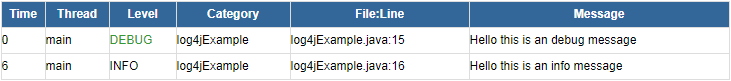 Time Thread Level Category File:Line Message
0 main DEBUG log4jExample log4jExample.java:15 Hello this is an debug message
6 main INFO log4jExample log4jExample.java:16 Hello this is an info message